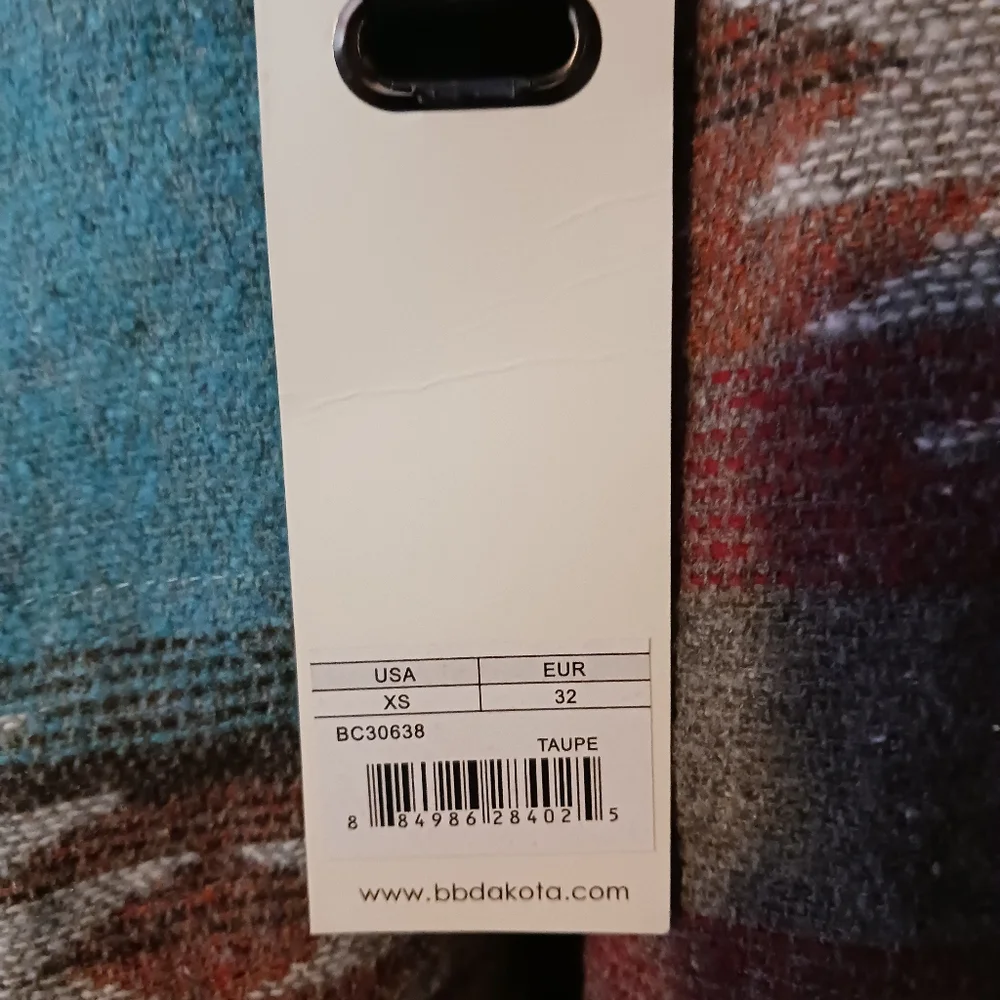 USA EUR
XS 32
BC30638
TAUPE
8 84986 28402 5
www.bbdakota.com